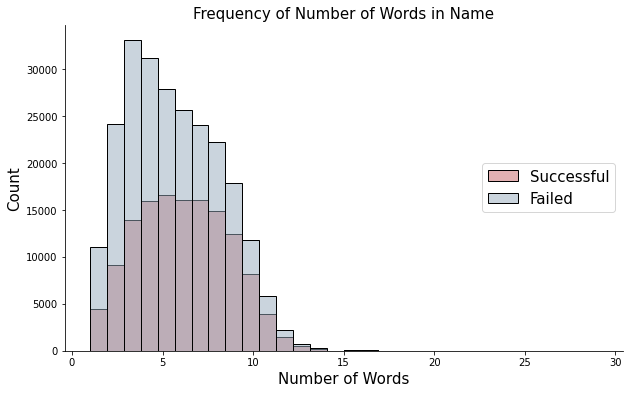 Frequency of Number of Words in Name
Count
30000
25000
20000
15000
10000
5000
0
Successful
Failed
0 5 10 15 20 25 30
Number of Words